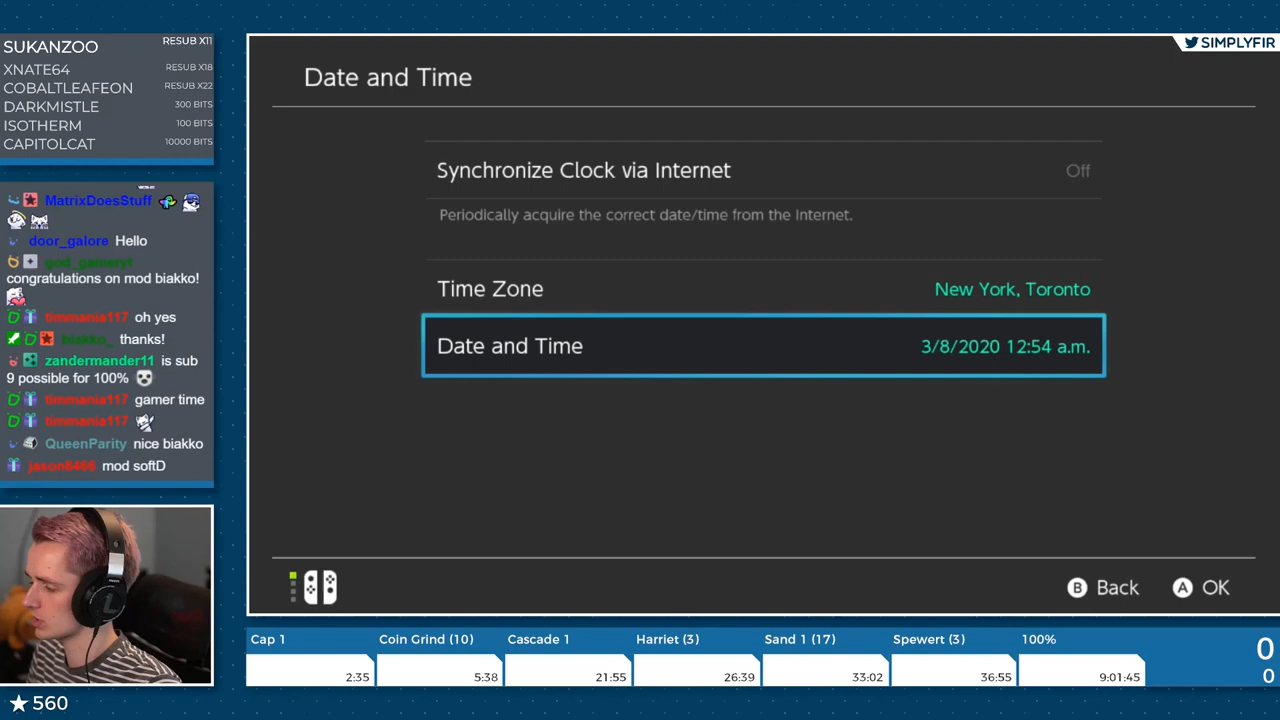 SUKANZOO RESUB X11
XNATE64 RESUB X18
COBALTLEAFEON RESUB X22
DARKMISTLE 300 BITS
ISOTHERM 100 BITS
CAPITOLCAT 10000 BITS
MatrixDoesStuff
door_galore Hello
god_gameryt
congratulations on mod biakko!
timmania117 oh yes
biakko_ thanks!
zandermander11 is sub
9 possible for 100%
timmania117 gamer time
timmania117
QueenParity nice biakko
jason8466 mod softD
560
SIMPLYFIR
Date and Time
Synchronize Clock via Internet Off
Periodically acquire the correct date/time from the Internet.
Time Zone New York, Toronto
Date and Time 3/8/2020 12:54 a.m.
B Back A OK
Cap 1 Coin Grind (10) Cascade 1 Harriet (3) Sand 1 (17) Spewert (3) 100% 0
2:35 5:38 21:55 26:39 33:02 36:55 9:01:45 0